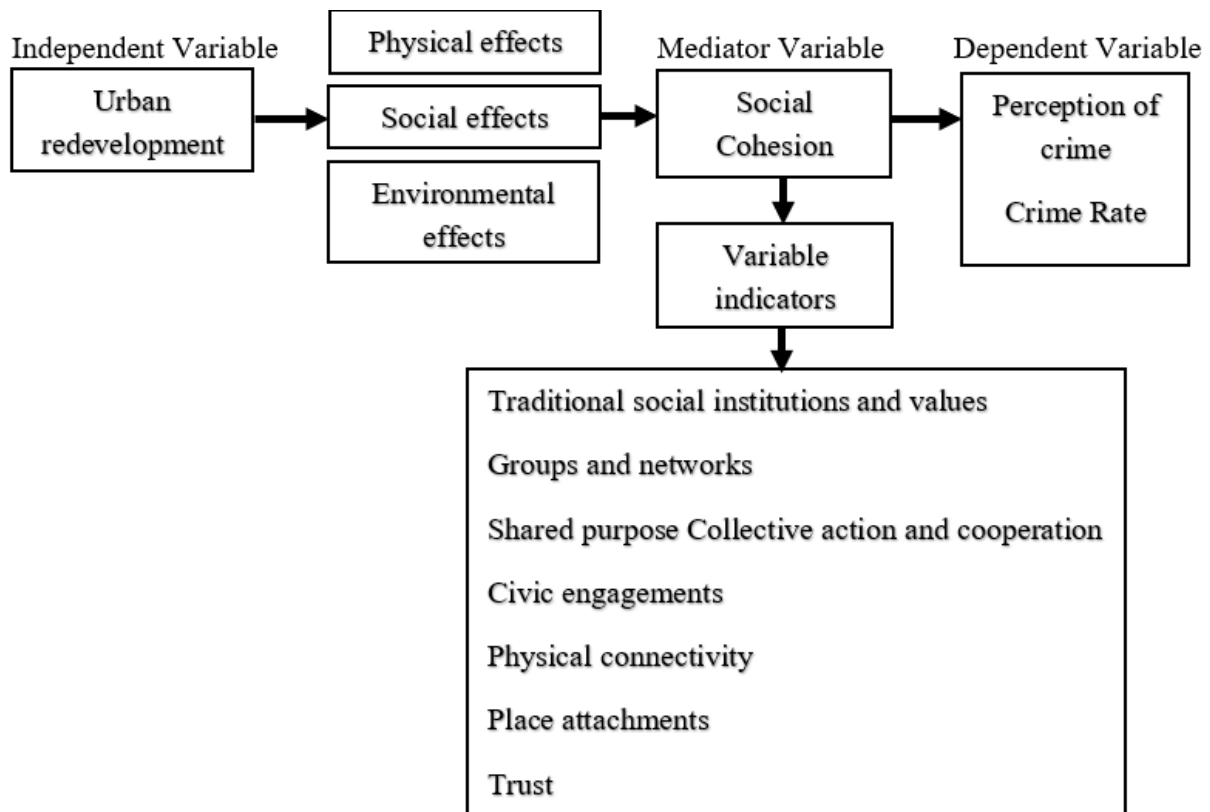 Independent Variable
Urban
redevelopment
Physical effects
Social effects
Environmental
effects
Mediator Variable
Social
Cohesion
Variable
indicators
Dependent Variable
Perception of
crime
Crime Rate
Traditional social institutions and values
Groups and networks
Shared purpose Collective action and cooperation
Civic engagements
Physical connectivity
Place attachments
Trust